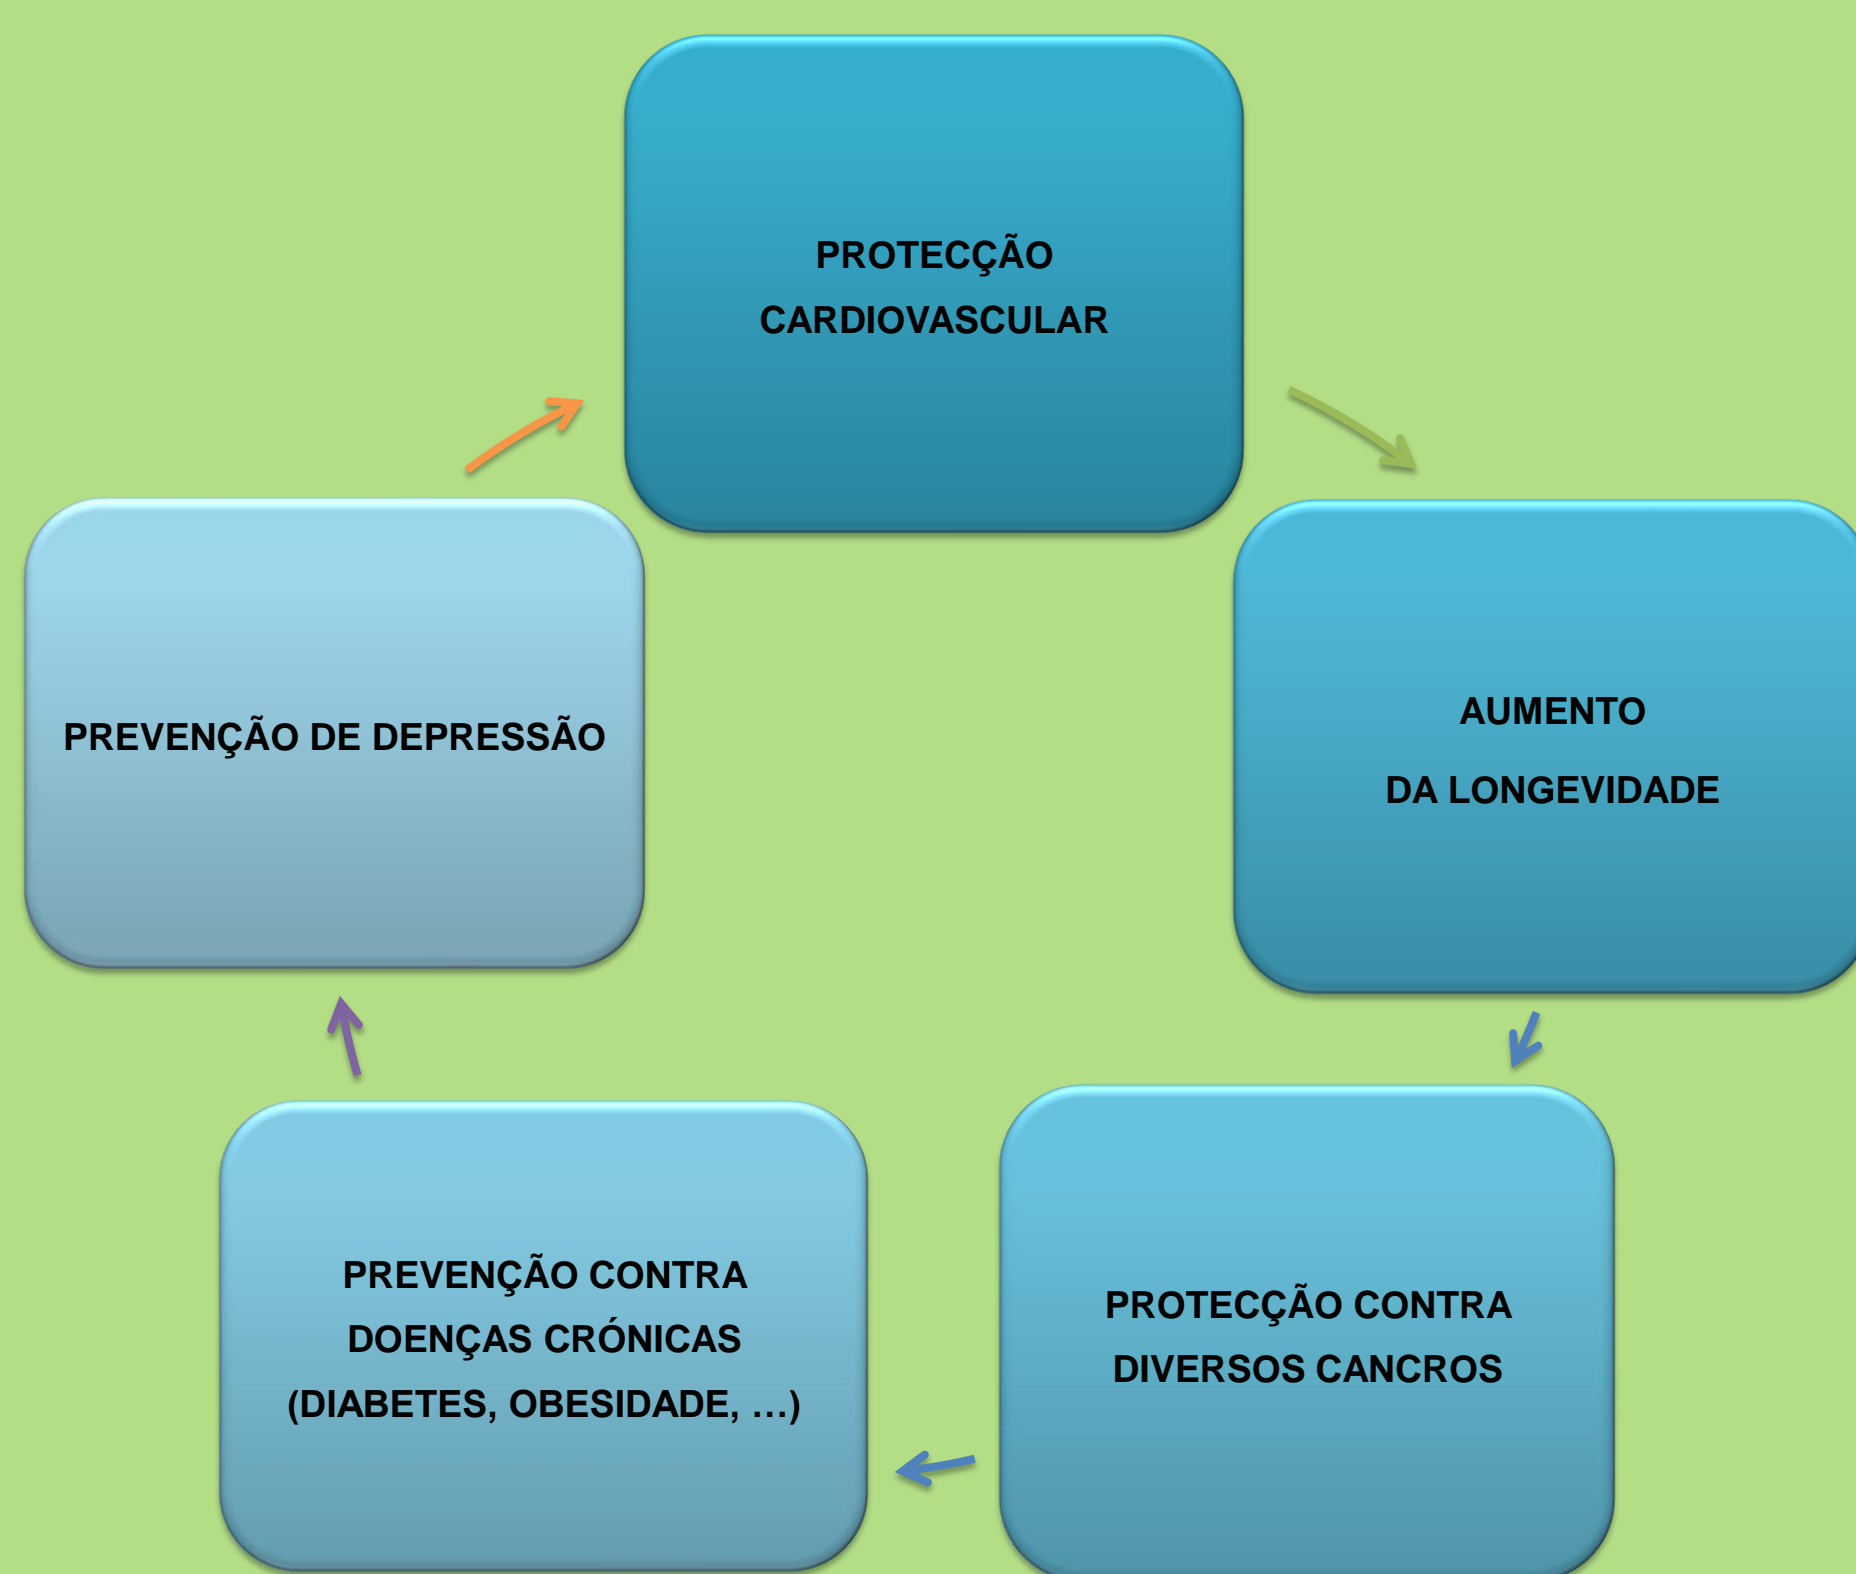 PROTECÇÃO
CARDIOVASCULAR
AUMENTO
DA LONGEVIDADE
PROTECÇÃO CONTRA
DIVERSOS CANCROS
PREVENÇÃO CONTRA
DOENÇAS CRÓNICAS
(DIABETES, OBESIDADE, …)
PREVENÇÃO DE DEPRESSÃO